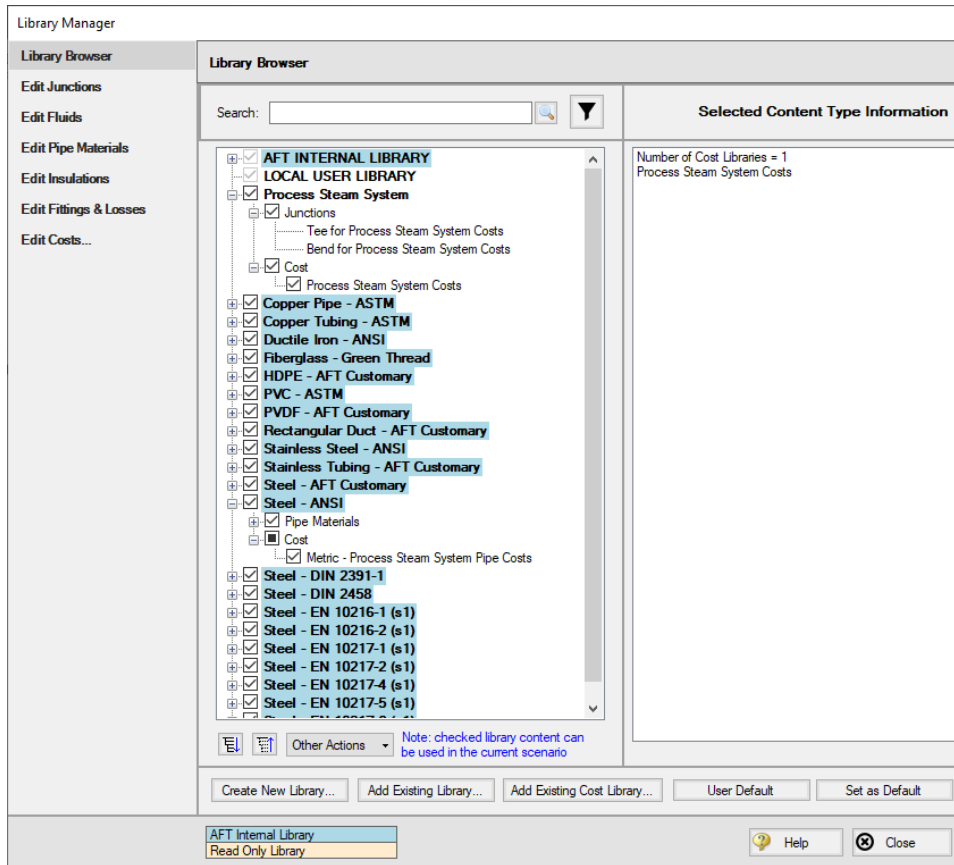 Library Manager
Library Browser
Edit Junctions
Edit Fluids
Edit Pipe Materials
Edit Insulations
Edit Fittings & Losses
Edit Costs...
Library Browser
Search:
Selected Content Type Information
AFT INTERNAL LIBRARY
LOCAL USER LIBRARY
Process Steam System
Junctions
Tee for Process Steam System Costs
Bend for Process Steam System Costs
Cost
Process Steam System Costs
Copper Pipe - ASTM
Copper Tubing - ASTM
Ductile Iron - ANSI
Fiberglass - Green Thread
HDPE - AFT Customary
PVC - ASTM
PVDF - AFT Customary
Rectangular Duct - AFT Customary
Stainless Steel - ANSI
Stainless Tubing - AFT Customary
Steel - AFT Customary
Steel - ANSI
Pipe Materials
Cost
Metric - Process Steam System Pipe Costs
Steel - DIN 2391-1
Steel - DIN 2458
Steel - EN 10216-1 (s1)
Steel - EN 10216-2 (s1)
Steel - EN 10217-1 (s1)
Steel - EN 10217-2 (s1)
Steel - EN 10217-4 (s1)
Steel - EN 10217-5 (s1)
Number of Cost Libraries = 1
Process Steam System Costs
Other Actions
Note: checked library content can
be used in the current scenario
Create New Library...
Add Existing Library...
Add Existing Cost Library...
User Default
Set as Default
AFT Internal Library
Read Only Library
Help
Close